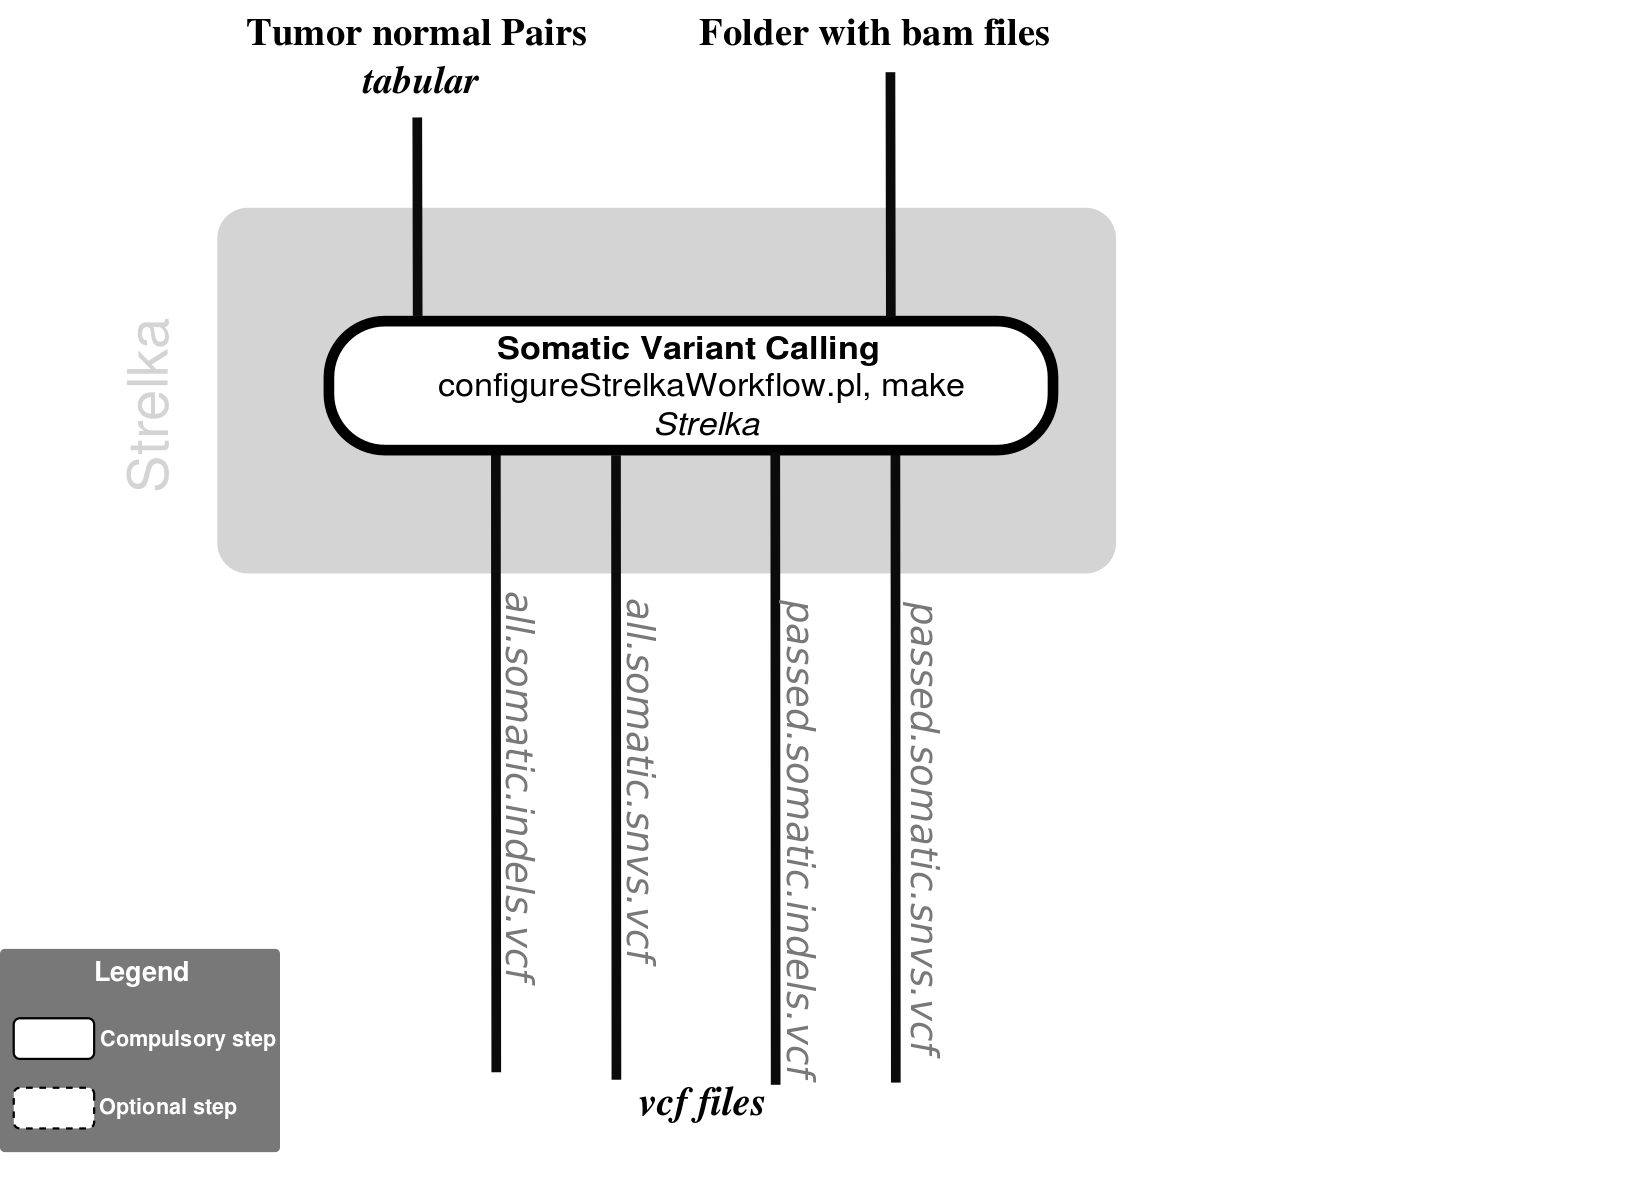 Tumor normal Pairs
tabular
Folder with bam files
Strelka
Somatic Variant Calling
configureStrelkaWorkflow.pl, make
Strelka
all.somatic.indels.vcf
all.somatic.snvs.vcf
passed.somatic.indels.vcf
passed.somatic.snvs.vcf
vcf files
Legend
Compulsory step
Optional step